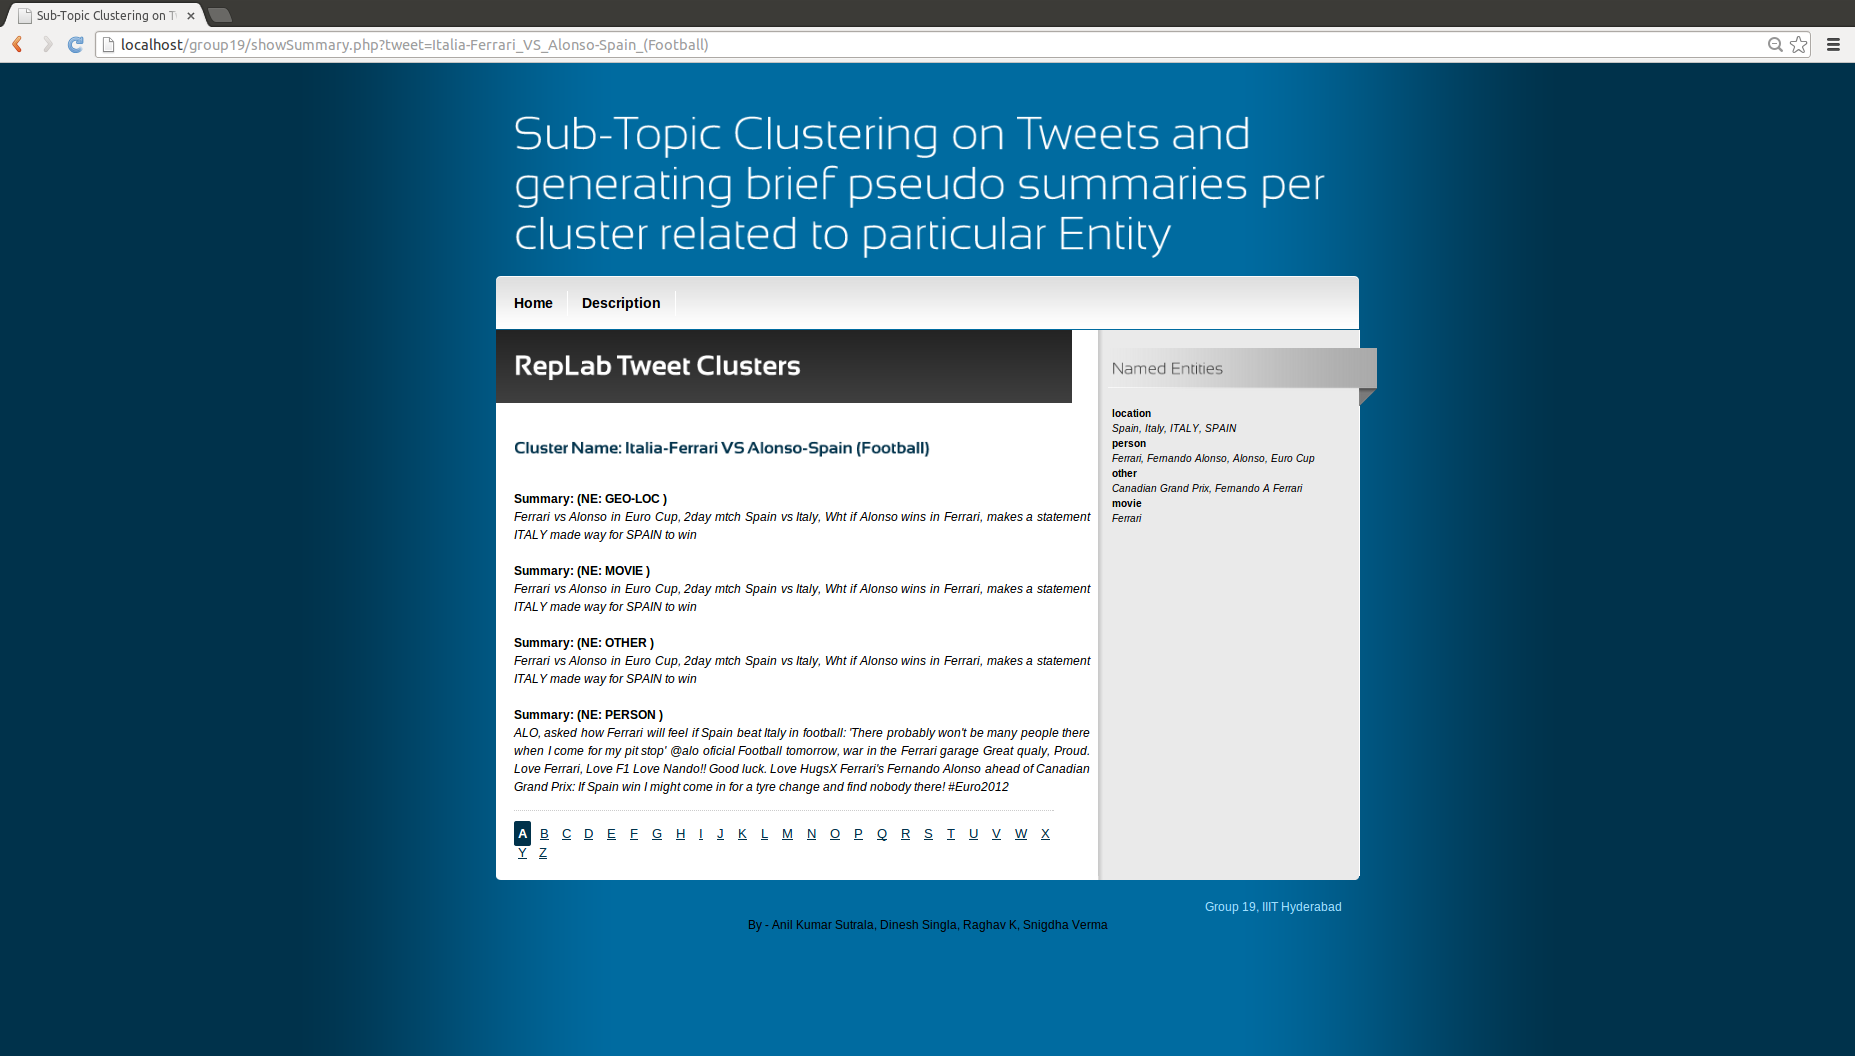 Sub-Topic Clustering on T
localhost/group19/showSummary.php?tweet=Italia-Ferrari_VS_Alonso-Spain_(Football)
Sub-Topic Clustering on Tweets and
generating brief pseudo summaries per
cluster related to particular Entity
Home Description
RepLab Tweet Clusters
Cluster Name: Italia-Ferrari VS Alonso-Spain (Football)
Summary: (NE: GEO-LOC )
Ferrari vs Alonso in Euro Cup, 2day mtch Spain vs Italy, Wht if Alonso wins in Ferrari, makes a statement
ITALY made way for SPAIN to win
Summary: (NE: MOVIE )
Ferrari vs Alonso in Euro Cup, 2day mtch Spain vs Italy, Wht if Alonso wins in Ferrari, makes a statement
ITALY made way for SPAIN to win
Summary: (NE: OTHER )
Ferrari vs Alonso in Euro Cup, 2day mtch Spain vs Italy, Wht if Alonso wins in Ferrari, makes a statement
ITALY made way for SPAIN to win
Summary: (NE: PERSON )
ALO, asked how Ferrari will feel if Spain beat Italy in football: 'There probably won't be many people there
when I come for my pit stop' @alo oficial Football tomorrow, war in the Ferrari garage Great qualy, Proud.
Love Ferrari, Love F1 Love Nando!! Good luck. Love HugsX Ferrari's Fernando Alonso ahead of Canadian
Grand Prix: If Spain win I might come in for a tyre change and find nobody there! #Euro2012
A B C D E F G H I J K L M N O P Q R S T U V W X
Y Z
Named Entities
location
Spain, Italy, ITALY, SPAIN
person
Ferrari, Fernando Alonso, Alonso, Euro Cup
other
Canadian Grand Prix, Fernando A Ferrari
movie
Ferrari
Group 19, IIIT Hyderabad
By - Anil Kumar Sutrala, Dinesh Singla, Raghav K, Snigdha Verma